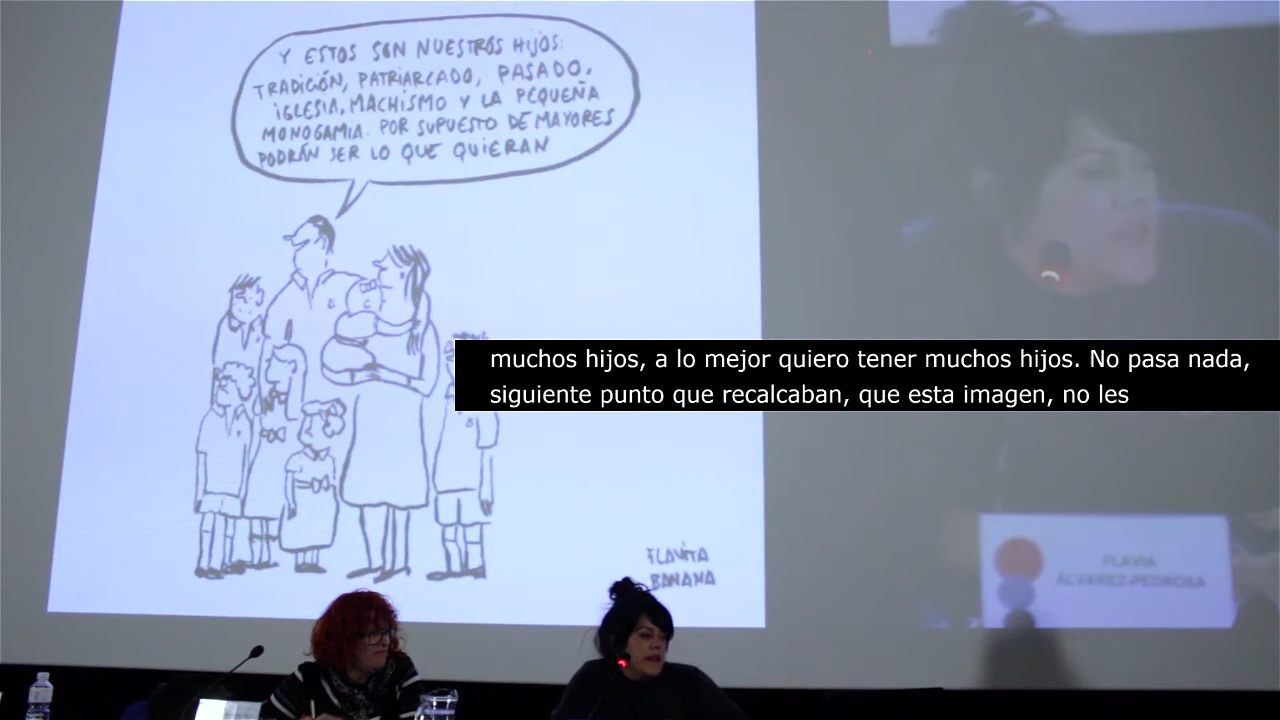 Y ESTOS SON NUESTROS HIJOS:
TRADICIÓN, PATRIARCADO, PASADO,
IGLESIA, MACHISMO Y LA PEQUEÑA
MONOGAMIA. POR SUPUESTO DE MAYORES
PODRÁN SER LO QUE QUIERAN
muchos hijos, a lo mejor quiero tener muchos hijos. No pasa nada,
siguiente punto que recalcaban, que esta imagen, no les
FLAVITA
BANANA
FLAVIA
ÁLVAREZ-PEDROSA